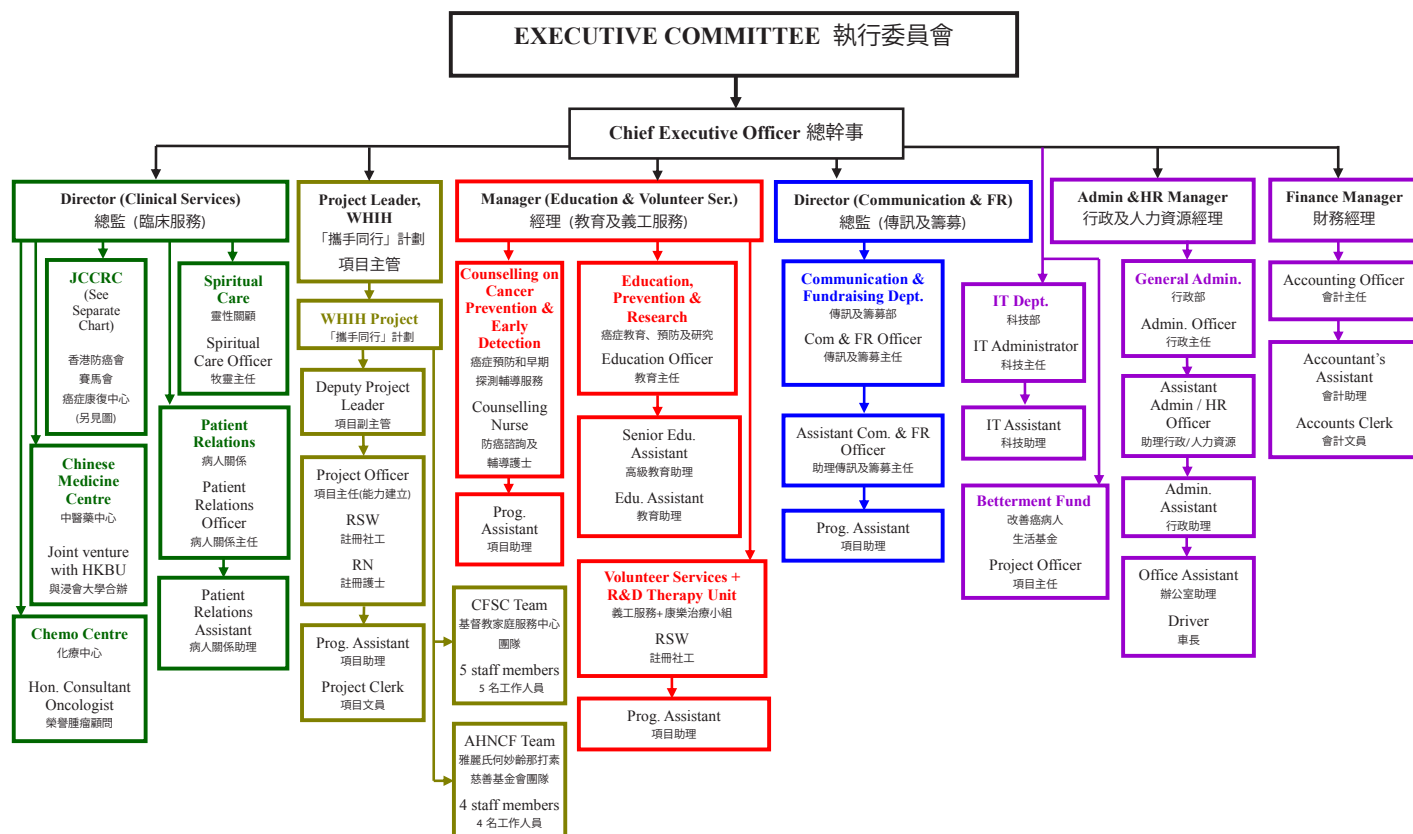 EXECUTIVE COMMITTEE 執行委員會
Chief Executive Officer 總幹事
Director (Clinical Services)
總監 (臨床服務)
JCCRC
(See
Separate
Chart)
香港防癌會
賽馬會
癌症康復中心
(另見圖)
Chinese
Medicine
Centre
中醫藥中心
Joint venture
with HKBU
與浸會大學合辦
Chemo Centre
化療中心
Hon. Consultant
Oncologist
榮譽腫瘤顧問
Spiritual
Care
靈性關顧
Spiritual
Care Officer
牧靈主任
Patient
Relations
病人關係
Patient
Relations
Officer
病人關係主任
Patient
Relations
Assistant
病人關係助理
Project Leader,
WHIH
「攜手同行」計劃
項目主管
WHIH Project
「攜手同行」計劃
Deputy Project
Leader
項目副主管
Project Officer
項目主任(能力建立)
RSW
註冊社工
RN
註冊護士
Prog. Assistant
項目助理
Project Clerk
項目文員
CFSC Team
基督教家庭服務中心
團隊
5 staff members
5 名工作人員
AHNCF Team
雅麗氏何妙齡那打素
慈善基金會團隊
4 staff members
4 名工作人員
Manager (Education & Volunteer Ser.)
經理 (教育及義工服務)
Counselling on
Cancer
Prevention &
Early
Detection
癌症預防和早期
探測輔導服務
Counselling
Nurse
防癌諮詢及
輔導護士
Prog.
Assistant
項目助理
Education,
Prevention &
Research
癌症教育、預防及研究
Education Officer
教育主任
Senior Edu.
Assistant
高級教育助理
Edu. Assistant
教育助理
Volunteer Services +
R&D Therapy Unit
義工服務+ 康樂治療小組
RSW
註冊社工
Prog. Assistant
項目助理
Director (Communication & FR)
總監 (傳訊及籌募)
Communication &
Fundraising Dept.
傳訊及籌募部
Com & FR Officer
傳訊及籌募主任
Assistant Com. & FR
Officer
助理傳訊及籌募主任
Prog. Assistant
項目助理
IT Dept.
科技部
IT Administrator
科技主任
IT Assistant
科技助理
Betterment Fund
改善癌病人
生活基金
Project Officer
項目主任
Admin &HR Manager
行政及人力資源經理
General Admin.
行政部
Admin. Officer
行政主任
Assistant
Admin / HR
Officer
助理行政/人力資源
Admin.
Assistant
行政助理
Office Assistant
辦公室助理
Driver
車長
Finance Manager
財務經理
Accounting Officer
會計主任
Accountant’s
Assistant
會計助理
Accounts Clerk
會計文員